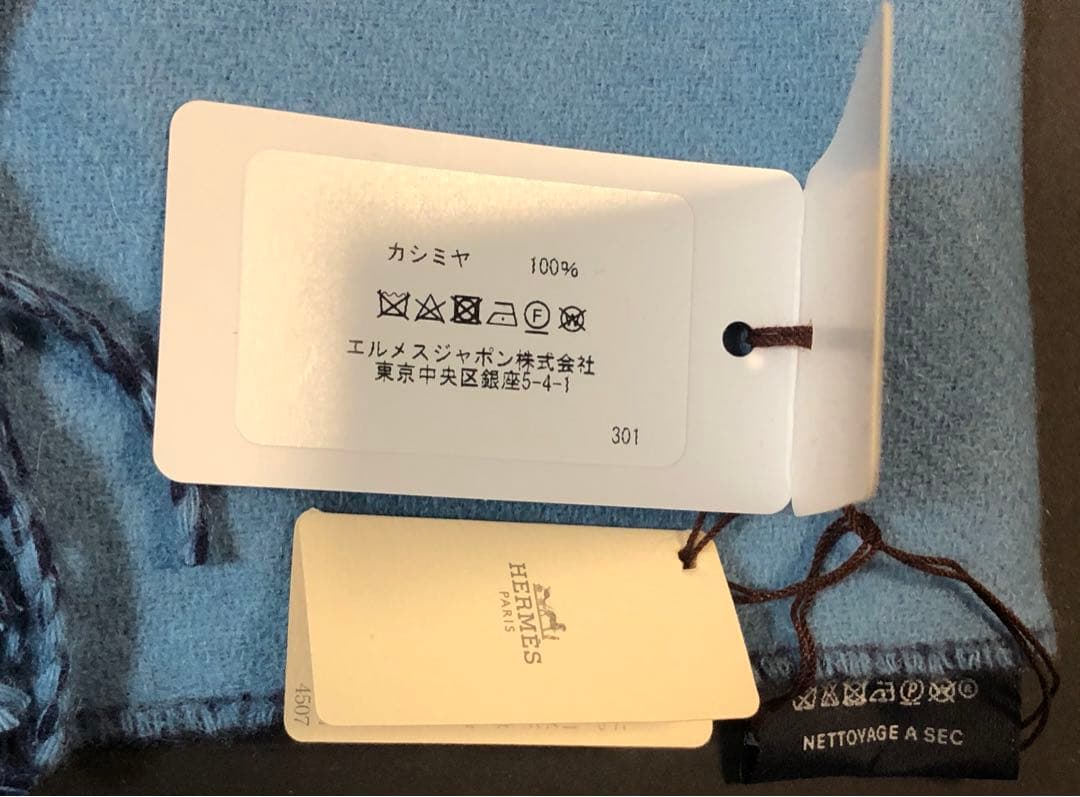 カシミヤ 100%
F W
エルメスジャポン株式会社
東京中央区銀座5-4-1
301
HERMÈS
PARIS
4507
P W R
NETTOYAGE A SEC